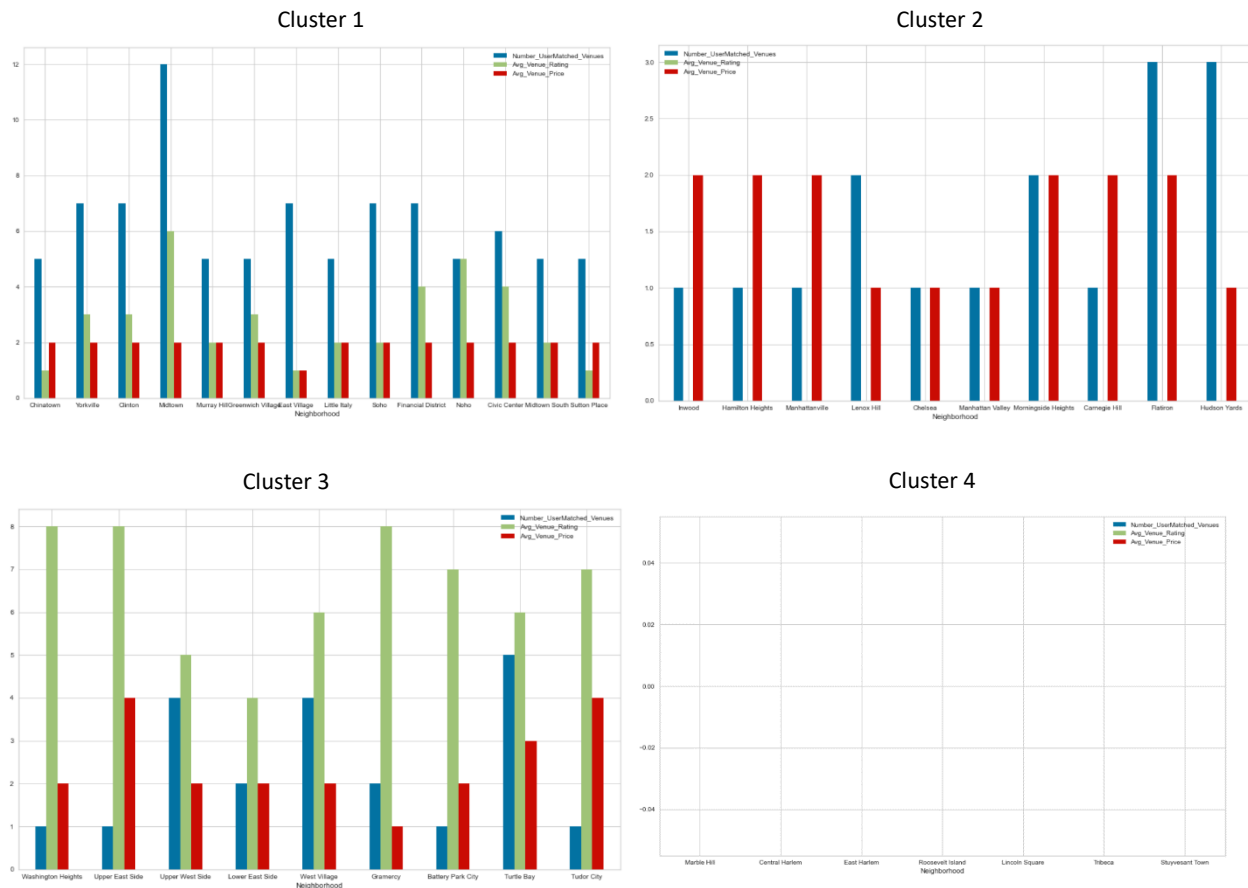 Cluster 1
Number_UserMatched_Venues
Avg_Venue_Rating
Avg_Venue_Price
12
10
8
6
4
2
0
Chinatown Yorkville Clinton Midtown Murray Hill Greenwich Village East Village Little Italy Soho Financial District Noho Civic Center Midtown South Sutton Place
Neighborhood
Cluster 2
Number_UserMatched_Venues
Avg_Venue_Rating
Avg_Venue_Price
3.0
2.5
2.0
1.5
1.0
0.5
0.0
Inwood Hamilton Heights Manhattanville Lenox Hill Chelsea Manhattan Valley Morningside Heights Carnegie Hill Flatiron Hudson Yards
Neighborhood
Cluster 3
Number_UserMatched_Venues
Avg_Venue_Rating
Avg_Venue_Price
8
7
6
5
4
3
2
1
0
Washington Heights Upper East Side Upper West Side Lower East Side West Village Gramercy Battery Park City Turtle Bay Tudor City
Neighborhood
Cluster 4
Number_UserMatched_Venues
Avg_Venue_Rating
Avg_Venue_Price
0.04
0.02
0.00
−0.02
−0.04
Marble Hill Central Harlem East Harlem Roosevelt Island Lincoln Square Tribeca Stuyvesant Town
Neighborhood